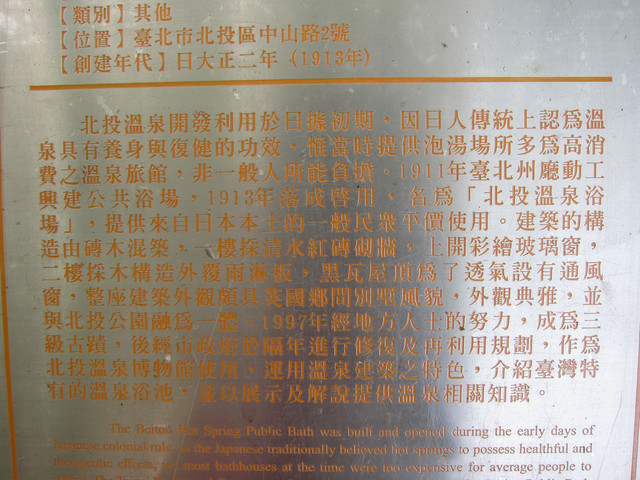 【類別】其他
【位置】臺北市北投區中山路2號
【創建年代】日大正二年（1913年）
北投溫泉開發利用於日據初期，因日人傳統上認為溫
泉具有養身與復健的功效，惟當時提供泡湯場所多為高消
費之溫泉旅館，非一般人所能負擔。1911年臺北州廳動工
興建公共浴場，1913年落成啓用，名為「北投溫泉浴
場」，提供來自日本本土的一般民眾平價使用。建築的構
造由磚木混築，一樓採清水紅磚砌牆，上開彩繪玻璃窗，
二樓採木構造外覆雨淋板，黑瓦屋頂為了透氣設有通風
窗，整座建築外觀頗具英國鄉間別墅風貌，外觀典雅，並
與北投公園融為一體。1997年經地方人士的努力，成為三
級古蹟，後經市政府於隔年進行修復及再利用規劃，作為
北投溫泉博物館使用，運用溫泉建築之特色，介紹臺灣特
有的溫泉浴池，並以展示及解說提供溫泉相關知識。
The Beitou Hot Spring Public Bath was built and opened during the early days of
Japanese colonial rule, as the Japanese traditionally believed hot springs to possess healthful and
therapeutic effects, yet most bathhouses at the time were too expensive for average people to